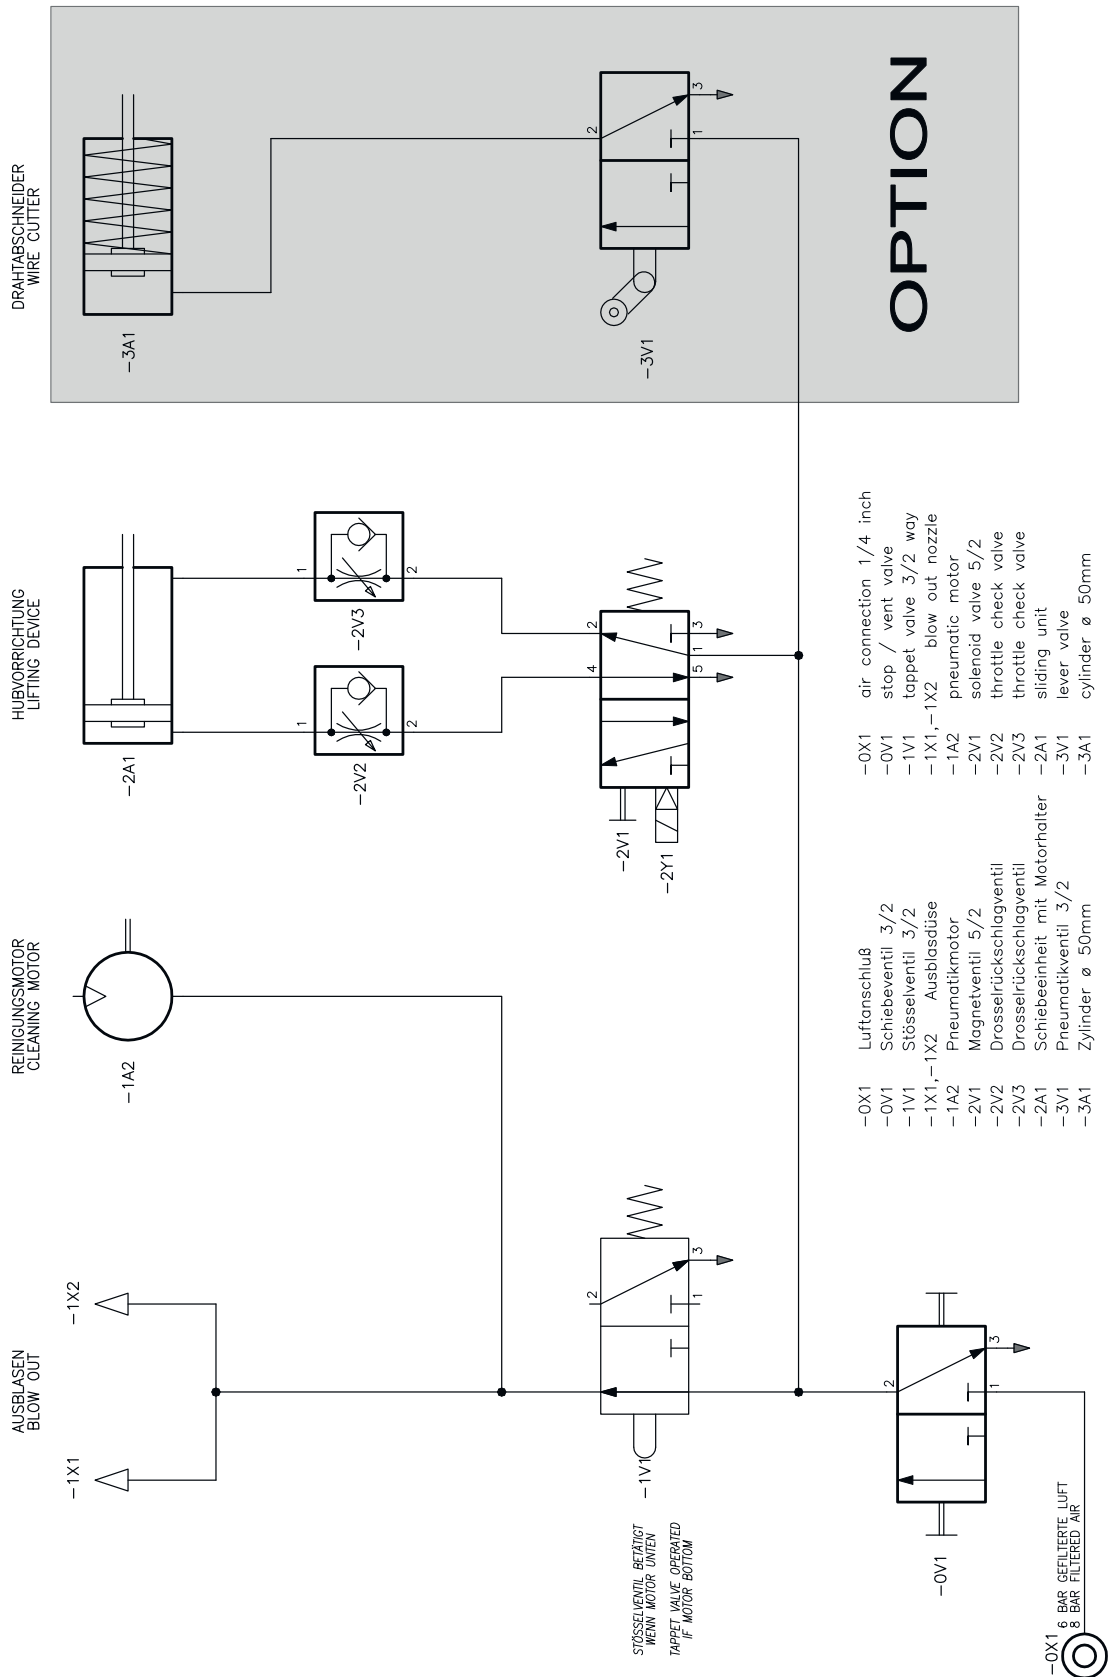 AUSBLASEN
BLOW OUT
REINIGUNGSMOTOR
CLEANING MOTOR
HUBVORRICHTUNG
LIFTING DEVICE
DRAHTABSCHNEIDER
WIRE CUTTER
-1X1
-1X2
-1A2
-2A1
-3A1
-2V2
1
2
-2V3
1
2
STÖSSELVENTIL BETÄTIGT
WENN MOTOR UNTEN
TAPPET VALVE OPERATED
IF MOTOR BOTTOM
-1V1
2
1
3
-2V1
-2Y1
4
2
5
1
3
-3V1
2
1
3
OPTION
-0V1
2
1
3
-0X1
6 BAR GEFILTERTE LUFT
8 BAR FILTERED AIR
-0X1 Luftanschluß
-0V1 Schiebeventil 3/2
-1V1 Stösselventil 3/2
-1X1,-1X2 Ausblasdüse
-1A2 Pneumatikmotor
-2V1 Magnetventil 5/2
-2V2 Drosselrückschlagventil
-2V3 Drosselrückschlagventil
-2A1 Schiebeeinheit mit Motorhalter
-3V1 Pneumatikventil 3/2
-3A1 Zylinder ø 50mm
-0X1 air connection 1/4 inch
-0V1 stop / vent valve
-1V1 tappet valve 3/2 way
-1X1,-1X2 blow out nozzle
-1A2 pneumatic motor
-2V1 solenoid valve 5/2
-2V2 throttle check valve
-2V3 throttle check valve
-2A1 sliding unit
-3V1 lever valve
-3A1 cylinder ø 50mm